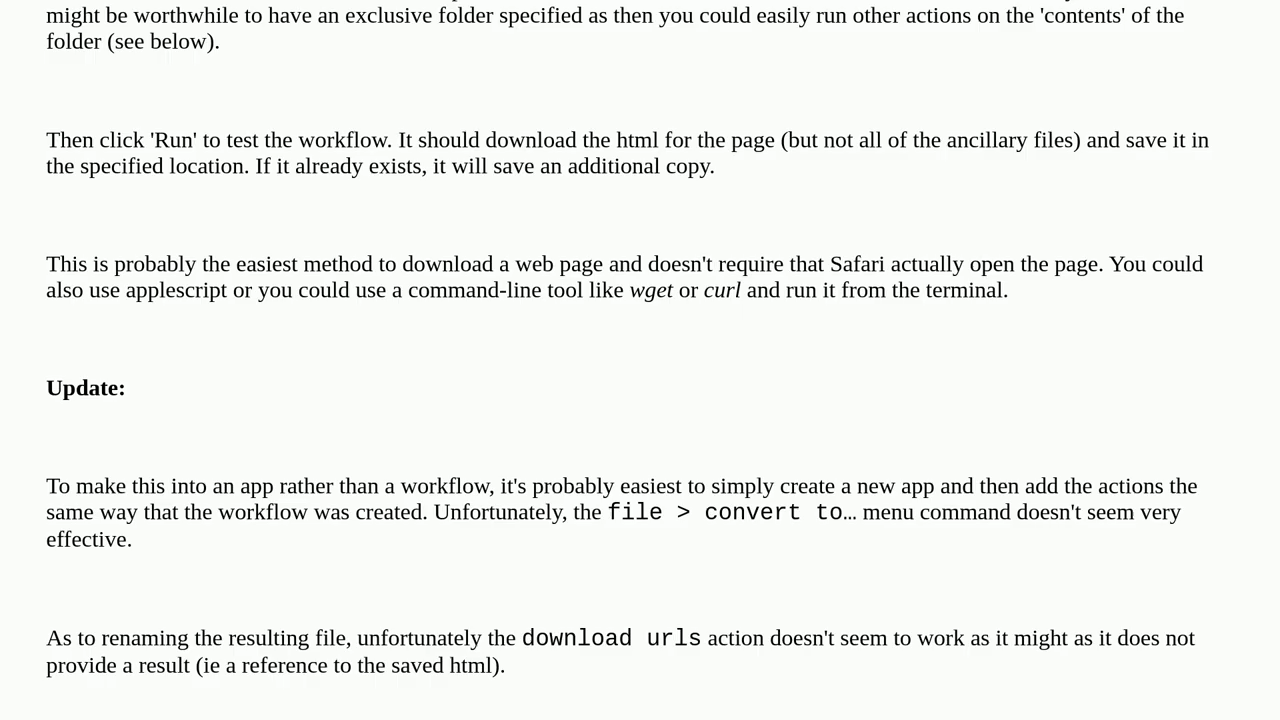 might be worthwhile to have an exclusive folder specified as then you could easily run other actions on the 'contents' of the
folder (see below).
Then click 'Run' to test the workflow. It should download the html for the page (but not all of the ancillary files) and save it in
the specified location. If it already exists, it will save an additional copy.
This is probably the easiest method to download a web page and doesn't require that Safari actually open the page. You could
also use applescript or you could use a command-line tool like wget or curl and run it from the terminal.
Update:
To make this into an app rather than a workflow, it's probably easiest to simply create a new app and then add the actions the
same way that the workflow was created. Unfortunately, the file > convert to… menu command doesn't seem very
effective.
As to renaming the resulting file, unfortunately the download urls action doesn't seem to work as it might as it does not
provide a result (ie a reference to the saved html).